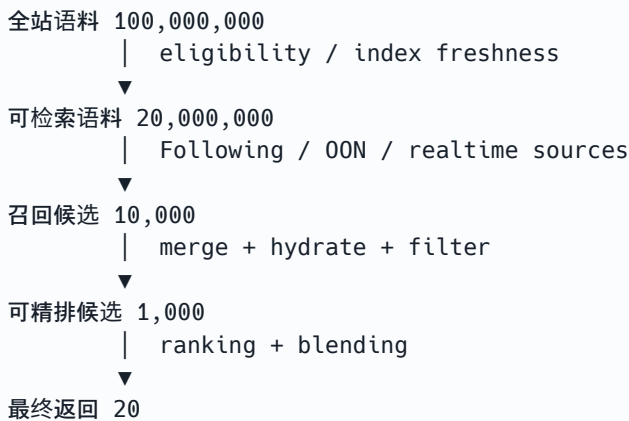 全站语料 100,000,000
│ eligibility / index freshness
▼
可检索语料 20,000,000
│ Following / OON / realtime sources
▼
召回候选 10,000
│ merge + hydrate + filter
▼
可精排候选 1,000
│ ranking + blending
▼
最终返回 20